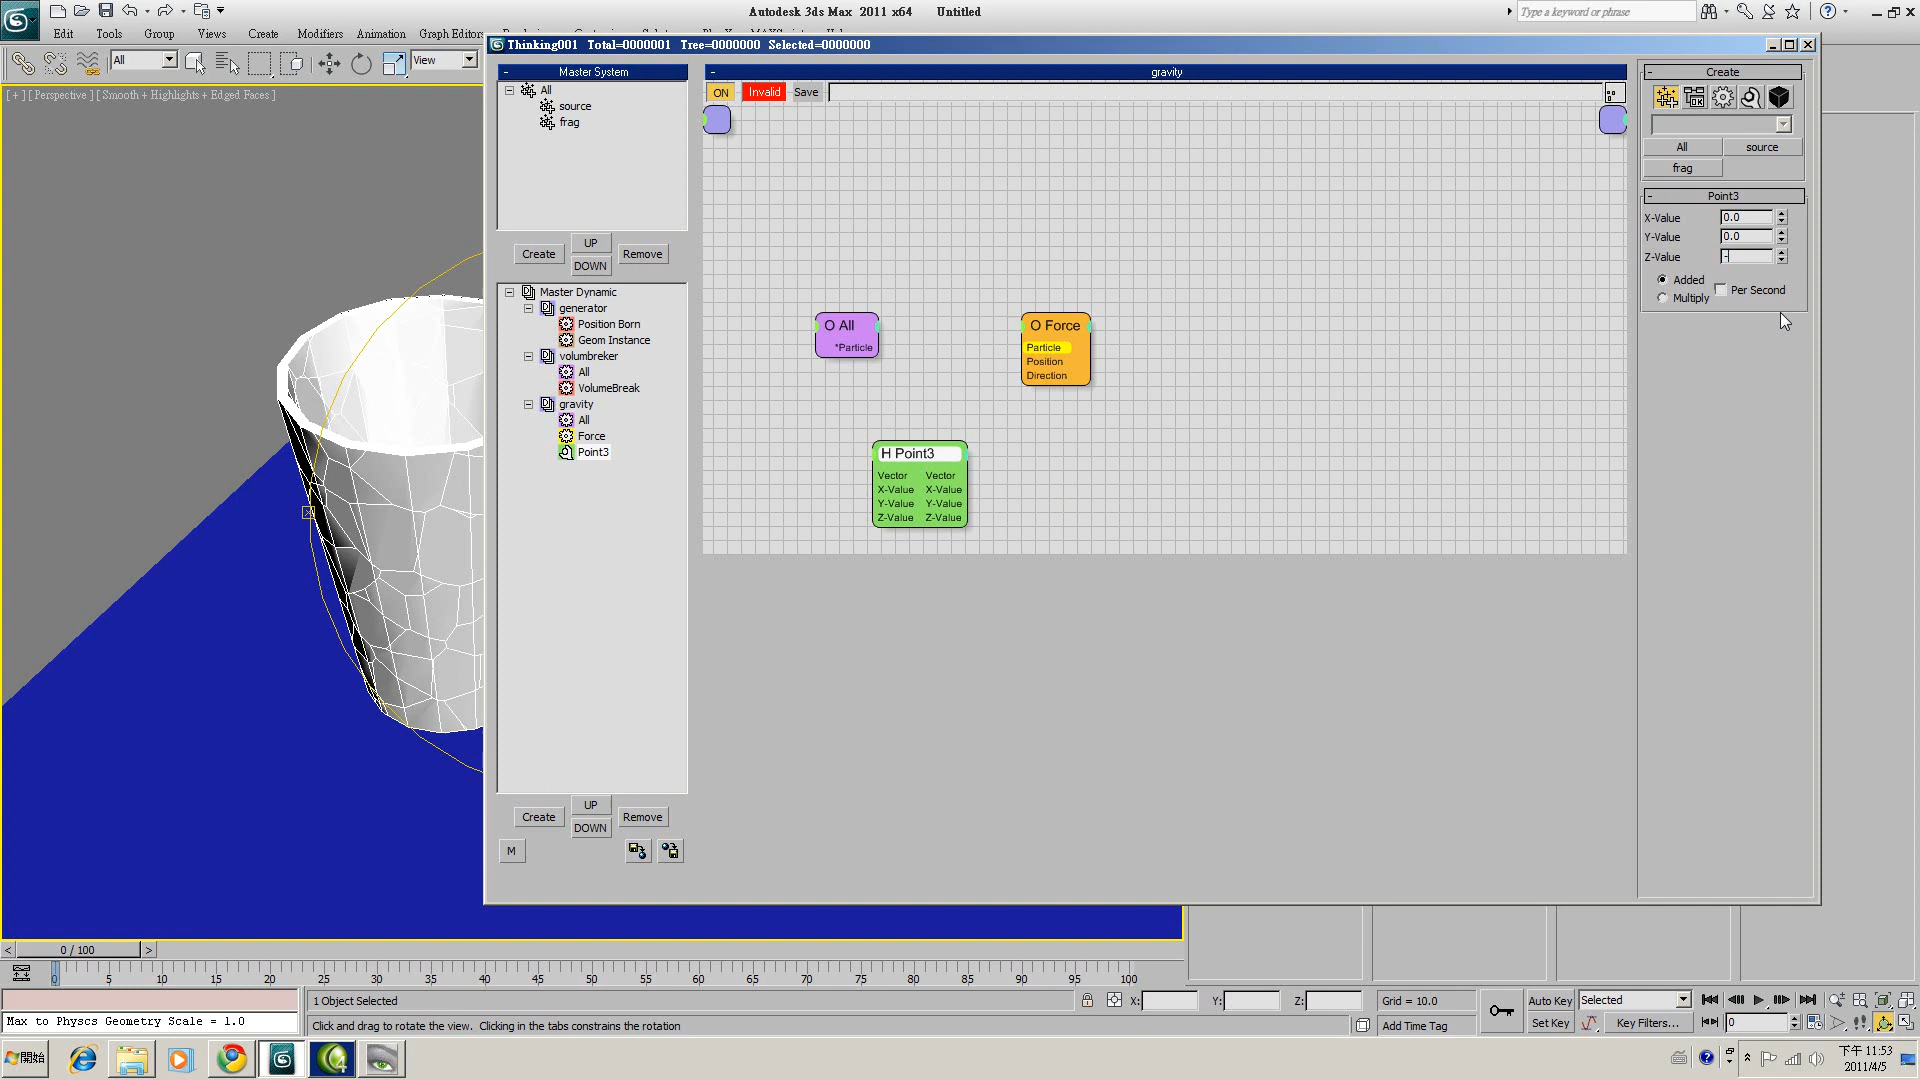 Autodesk 3ds Max 2011 x64 Untitled
Type a keyword or phrase
Edit Tools Group Views Create Modifiers Animation Graph Editors
All
View
[ + ] [ Perspective ] [ Smooth + Highlights + Edged Faces ]
Thinking001 Total=0000001 Tree=0000000 Selected=0000000
Master System
All
source
frag
Create
UP
DOWN
Remove
Master Dynamic
generator
Position Born
Geom Instance
volumbreker
All
VolumeBreak
gravity
All
Force
Point3
Create
UP
DOWN
Remove
M
gravity
ON Invalid Save
O All
*Particle
O Force
Particle
Position
Direction
H Point3
Vector Vector
X-Value X-Value
Y-Value Y-Value
Z-Value Z-Value
Create
All source
frag
Point3
X-Value 0.0
Y-Value 0.0
Z-Value -
Added
Multiply
Per Second
< 0 / 100 >
0 5 10 15 20 25 30 35 40 45 50 55 60 65 70 75 80 85 90 95 100
1 Object Selected
X: Y: Z:
Grid = 10.0
Auto Key Selected
Max to Physcs Geometry Scale = 1.0
Click and drag to rotate the view. Clicking in the tabs constrains the rotation
Add Time Tag
Set Key
Key Filters...
0
開始
下午 11:53
2011/4/5